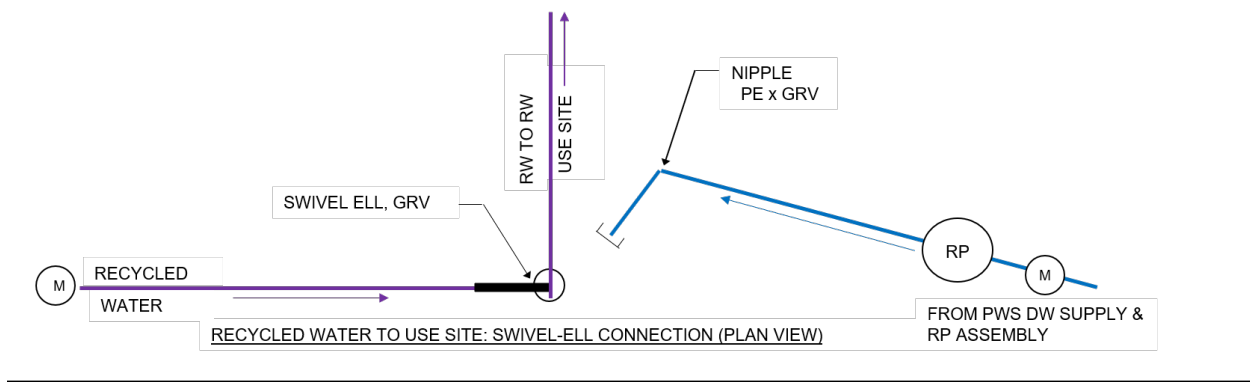 NIPPLE
PE x GRV
RW TO RW
USE SITE
SWIVEL ELL, GRV
RP
M
M
RECYCLED
WATER
FROM PWS DW SUPPLY &
RP ASSEMBLY
RECYCLED WATER TO USE SITE: SWIVEL-ELL CONNECTION (PLAN VIEW)